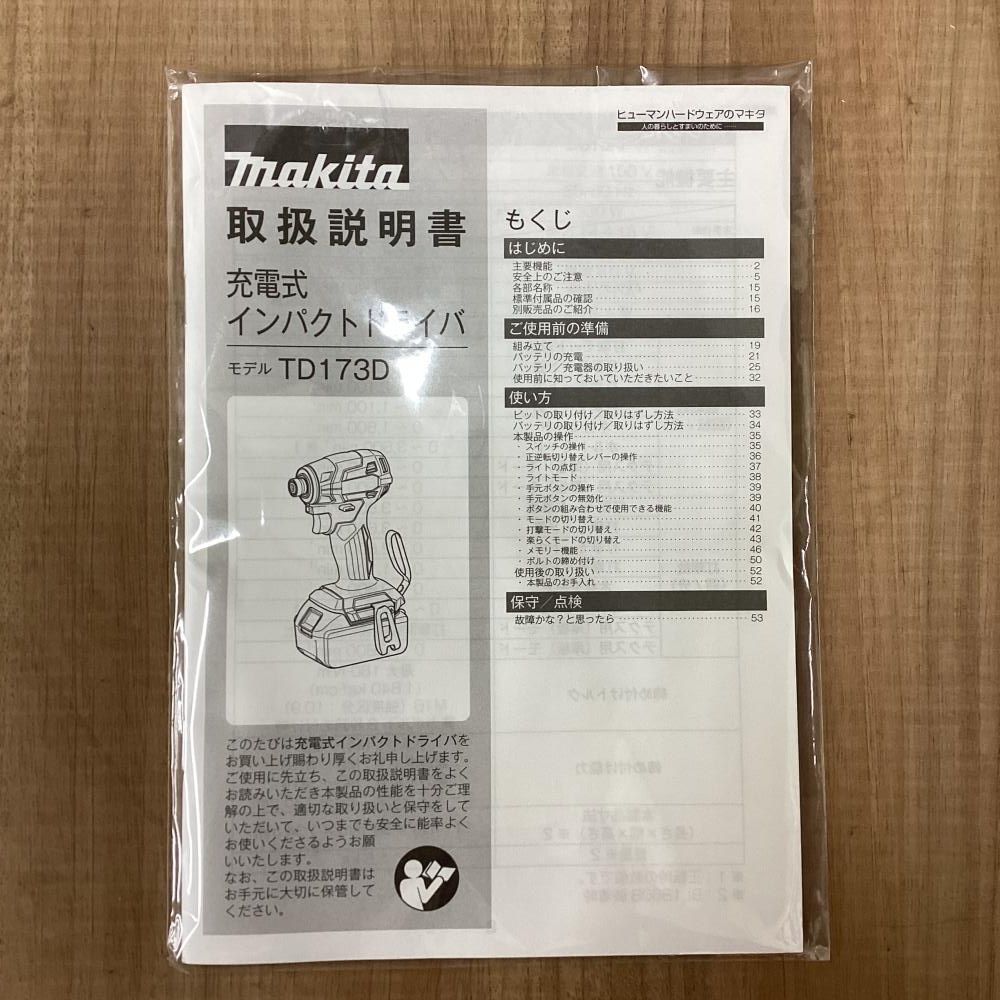 makita
取扱説明書
充電式
インパクトドライバ
モデル TD173D
このたびは充電式インパクトドライバを
お買い上げ賜わり厚くお礼申し上げます。
ご使用に先立ち、この取扱説明書をよく
お読みいただき本製品の性能を十分ご理
解の上で、適切な取り扱いと保守をして
いただいて、いつまでも安全に能率よく
お使いくださるようお願
いいたします。
なお、この取扱説明書は
お手元に大切に保管して
ください。
ヒューマンハードウェアのマキタ
人の暮らしとすまいのために……
もくじ
はじめに
主要機能 2
安全上のご注意 5
各部名称 15
標準付属品の確認 15
別販売品のご紹介 16
ご使用前の準備
組み立て 19
バッテリの充電 21
バッテリ/充電器の取り扱い 25
使用前に知っておいていただきたいこと 32
使い方
ビットの取り付け/取りはずし方法 33
バッテリの取り付け/取りはずし方法 34
本製品の操作 35
・スイッチの操作 35
・正逆転切り替えレバーの操作 36
・ライトの点灯 37
・ライトモード 38
・手元ボタンの操作 39
・手元ボタンの無効化 39
・ボタンの組み合わせで使用できる機能 40
・モードの切り替え 41
・打撃モードの切り替え 42
・楽らくモードの切り替え 43
・メモリー機能 46
・ボルトの締め付け 50
使用後の取り扱い 52
・本製品のお手入れ 52
保守/点検
故障かな?と思ったら 53